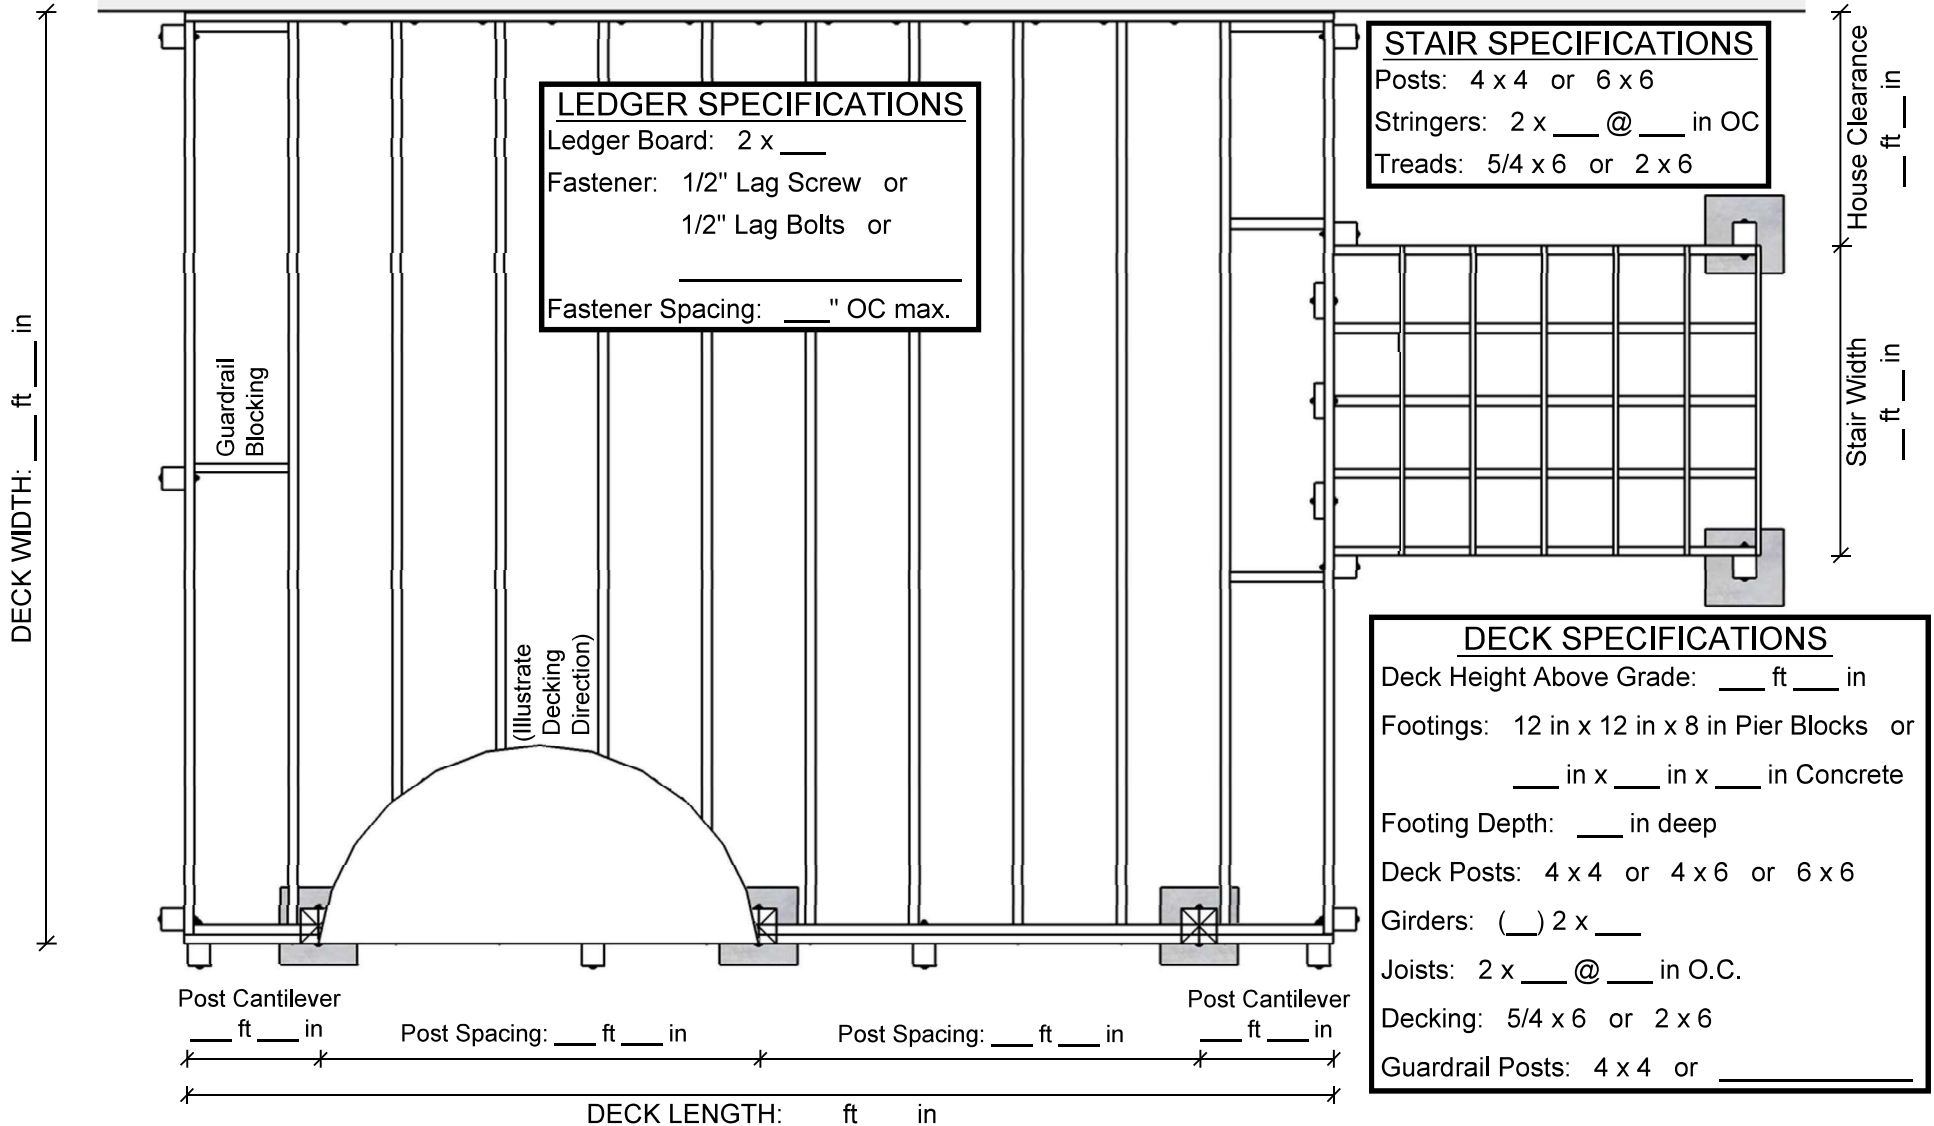 LEDGER SPECIFICATIONS
Ledger Board: 2 x ___
Fastener: 1/2" Lag Screw or
1/2" Lag Bolts or
___
Fastener Spacing: ___" OC max.
STAIR SPECIFICATIONS
Posts: 4 x 4 or 6 x 6
Stringers: 2 x ___ @ ___ in OC
Treads: 5/4 x 6 or 2 x 6
House Clearance
___ ft ___ in
Stair Width
___ ft ___ in
DECK WIDTH: ___ ft ___ in
Guardrail
Blocking
(Illustrate
Decking
Direction)
DECK SPECIFICATIONS
Deck Height Above Grade: ___ ft ___ in
Footings: 12 in x 12 in x 8 in Pier Blocks or
___ in x ___ in x ___ in Concrete
Footing Depth: ___ in deep
Deck Posts: 4 x 4 or 4 x 6 or 6 x 6
Girders: (__) 2 x ___
Joists: 2 x ___ @ ___ in O.C.
Decking: 5/4 x 6 or 2 x 6
Guardrail Posts: 4 x 4 or ___
Post Cantilever
___ ft ___ in
Post Spacing: ___ ft ___ in
Post Spacing: ___ ft ___ in
Post Cantilever
___ ft ___ in
DECK LENGTH: ft in